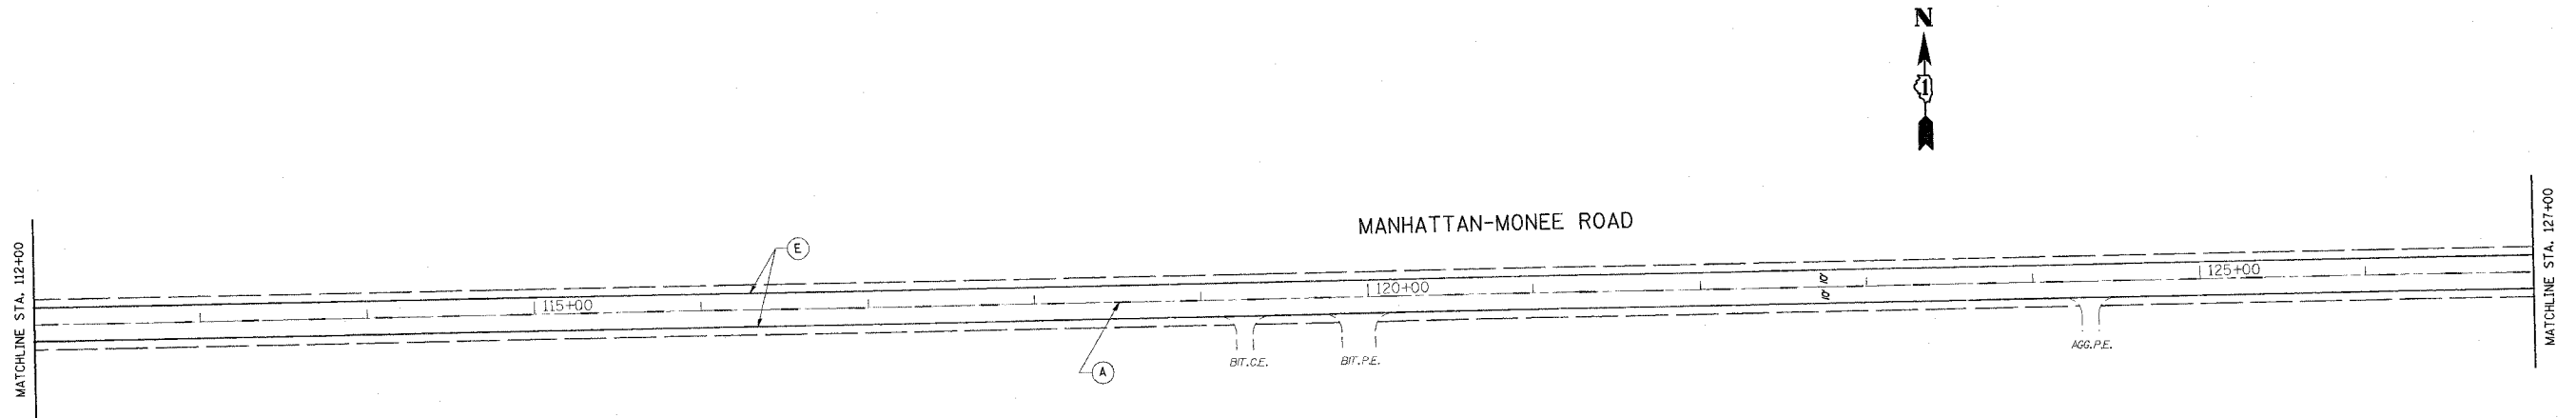 N
1
MANHATTAN-MONEE ROAD
MATCHLINE STA. 112+00
MATCHLINE STA. 127+00
E
115+00
120+00
10' 10'
125+00
A
BIT.C.E.
BIT.P.E.
AGG.P.E.